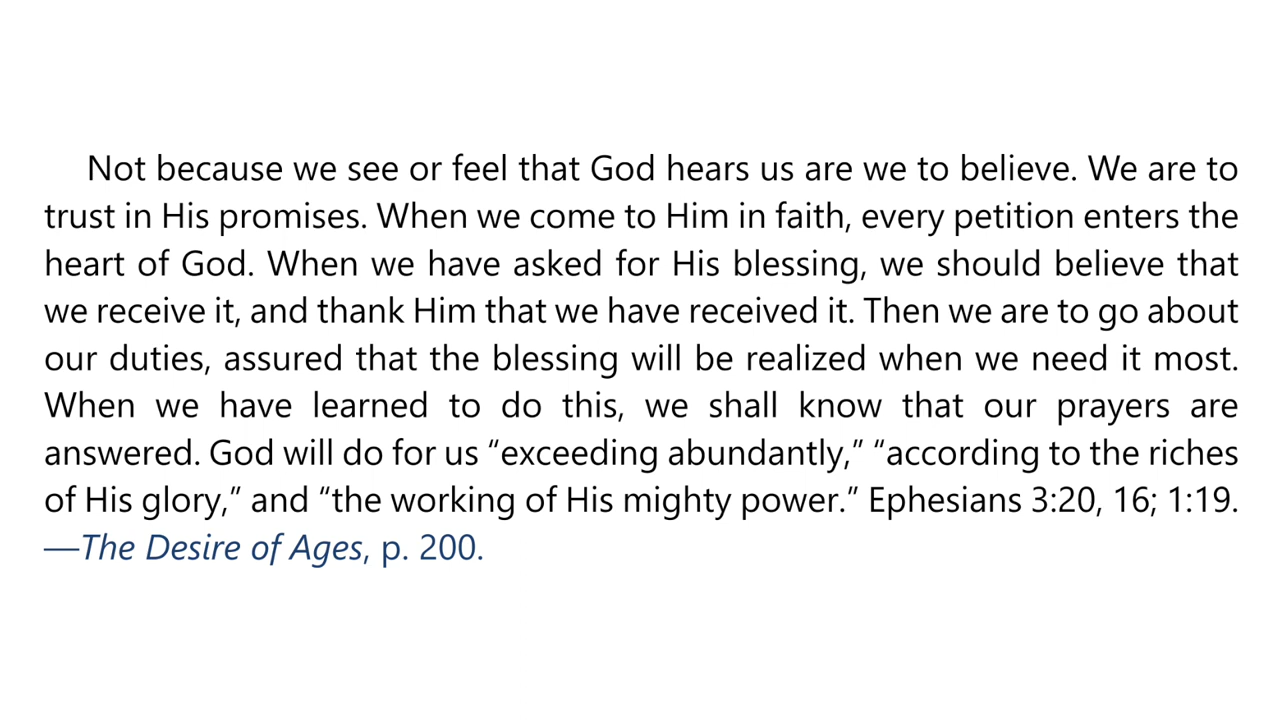 Not because we see or feel that God hears us are we to believe. We are to
trust in His promises. When we come to Him in faith, every petition enters the
heart of God. When we have asked for His blessing, we should believe that
we receive it, and thank Him that we have received it. Then we are to go about
our duties, assured that the blessing will be realized when we need it most.
When we have learned to do this, we shall know that our prayers are
answered. God will do for us “exceeding abundantly,” “according to the riches
of His glory,” and “the working of His mighty power.” Ephesians 3:20, 16; 1:19.
—The Desire of Ages, p. 200.